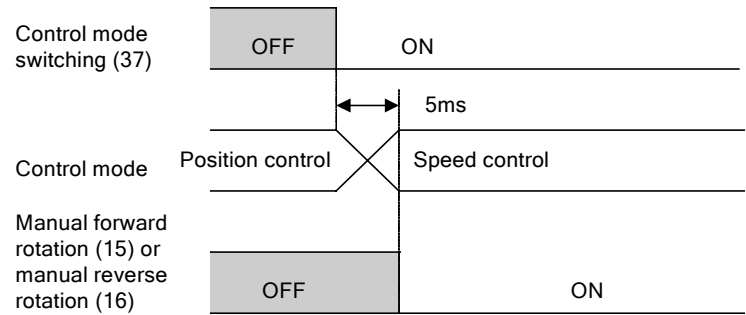 Control mode
switching (37)
OFF
ON
5ms
Control mode
Position control
Speed control
Manual forward
rotation (15) or
manual reverse
rotation (16)
OFF
ON